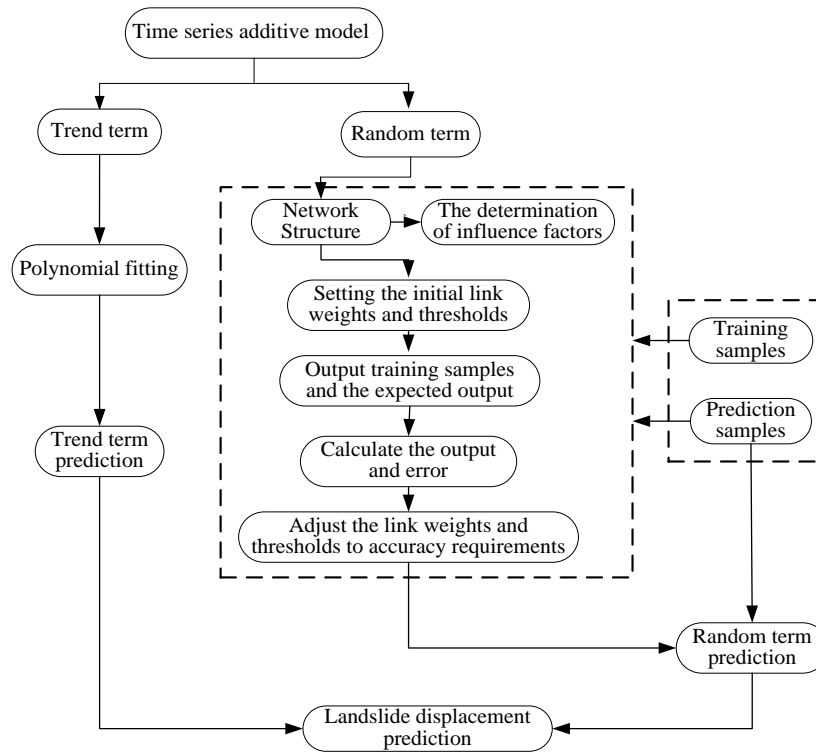 Time series additive model
Trend term
Random term
Network
Structure
The determination
of influence factors
Polynomial fitting
Setting the initial link
weights and thresholds
Training
samples
Output training samples
and the expected output
Prediction
samples
Trend term
prediction
Calculate the output
and error
Adjust the link weights and
thresholds to accuracy requirements
Random term
prediction
Landslide displacement
prediction